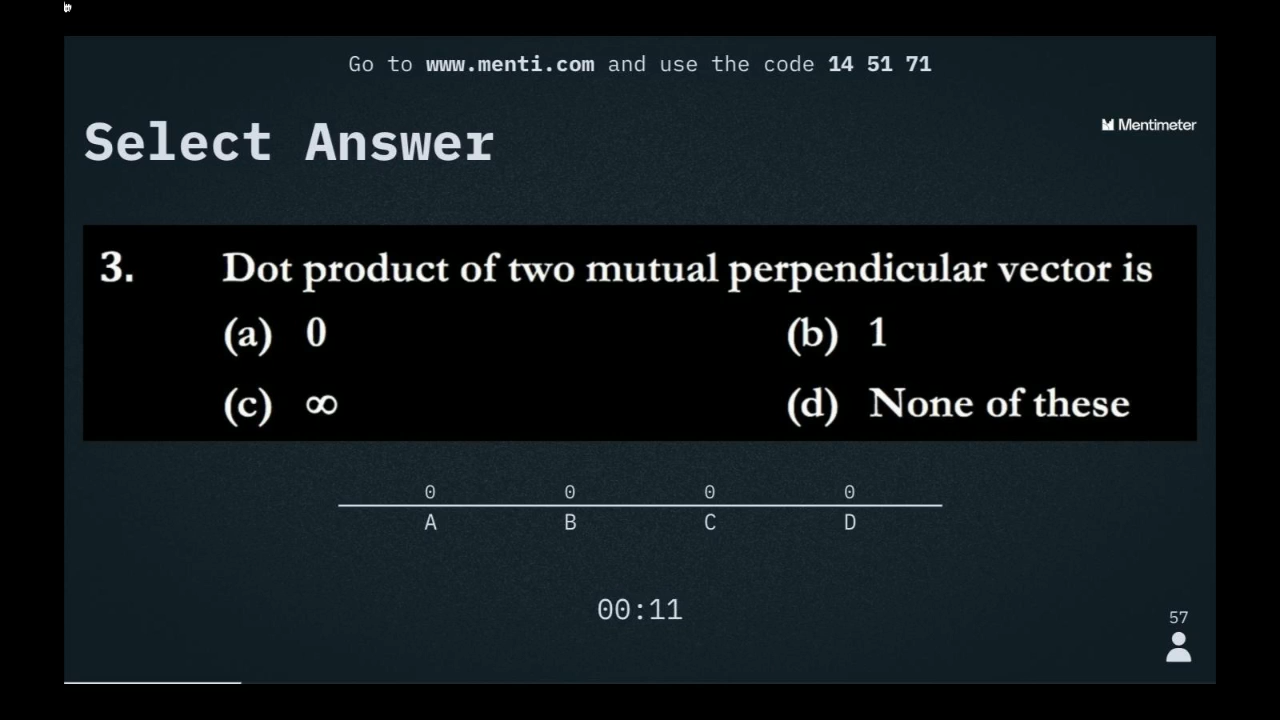 Go to www.menti.com and use the code 14 51 71
Select Answer
Mentimeter
3. Dot product of two mutual perpendicular vector is
(a) 0 (b) 1
(c) ∞ (d) None of these
0 0 0 0
A B C D
00:11
57